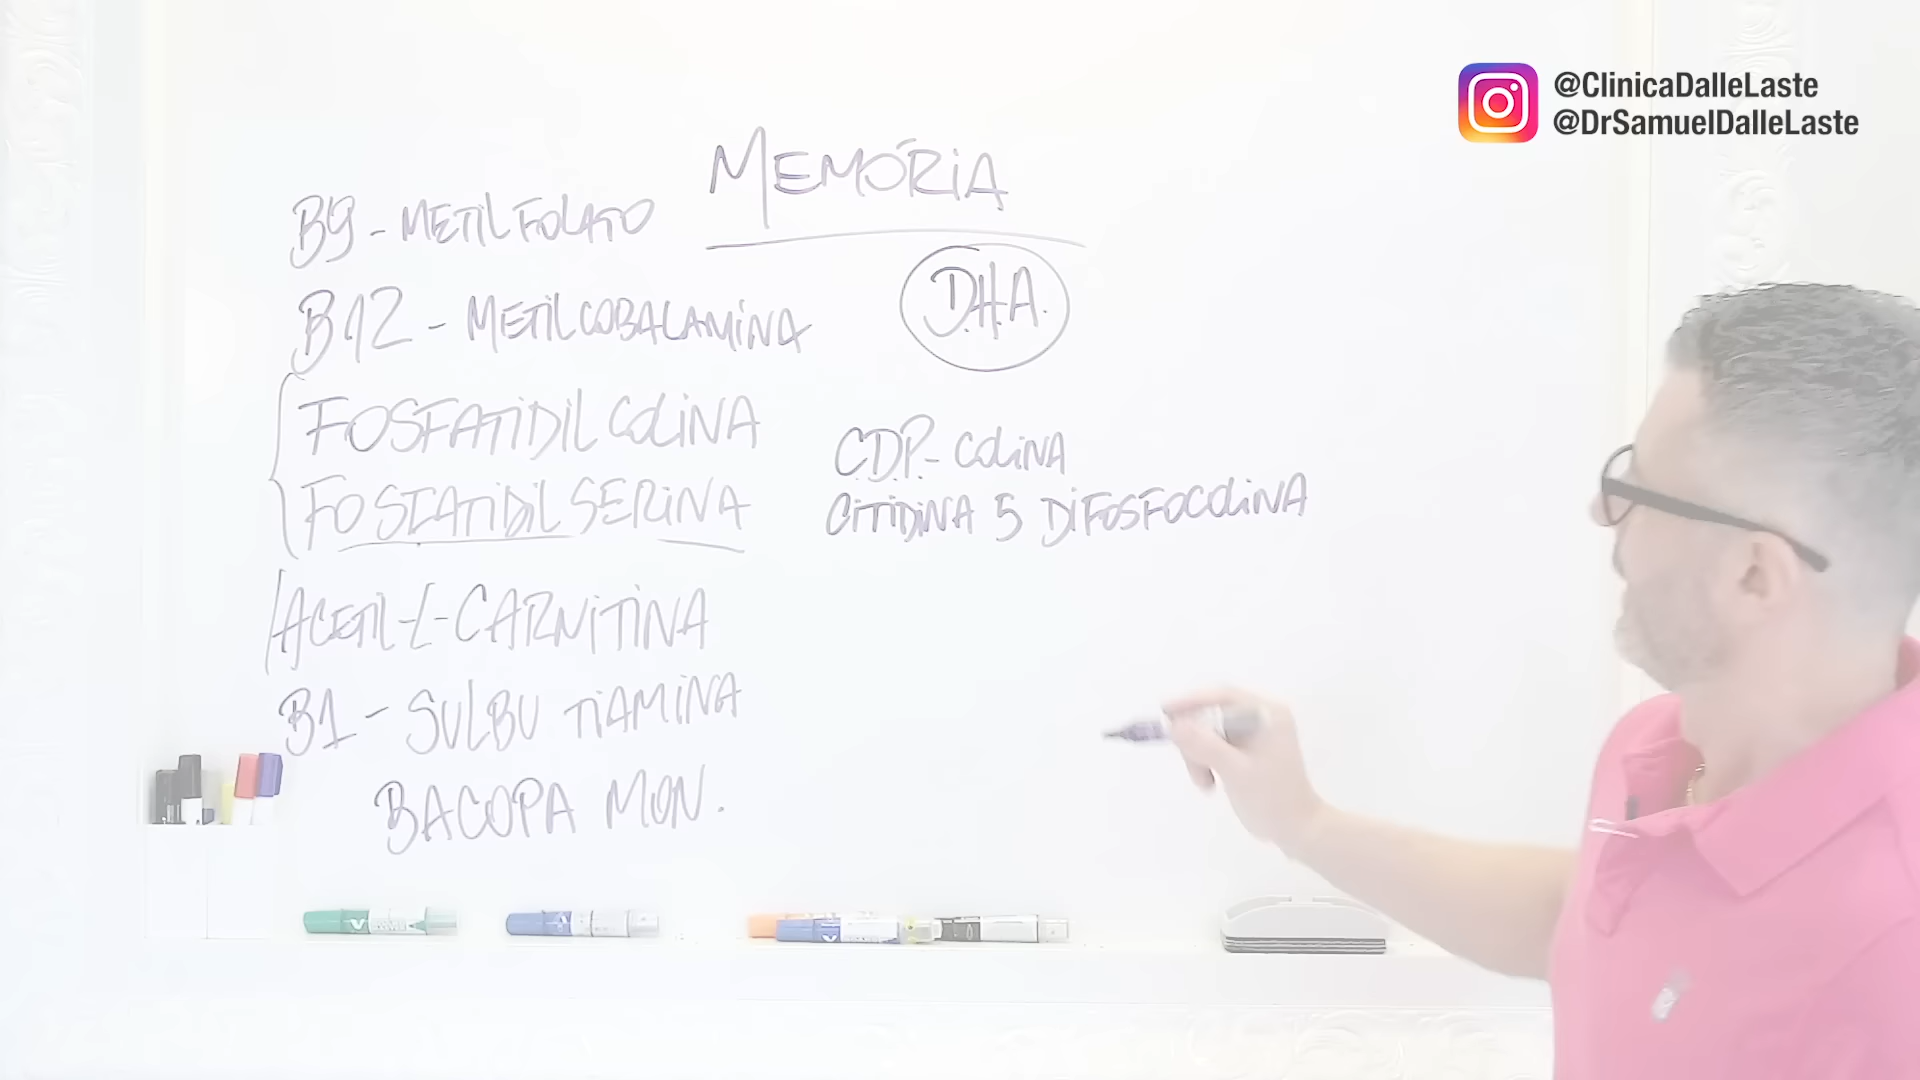 @ClinicaDalleLaste
@DrSamuelDalleLaste
MEMÓRIA
B9 - METILFOLATO
D.H.A.
B12 - METILCOBALAMINA
FOSFATIDIL COLINA
CDP- COLINA
FOSFATIDIL SERINA
CITIDINA 5 DIFOSFOCOLINA
ACETIL-L-CARNITINA
B1 - SULBU TIAMINA
BACOPA MON.